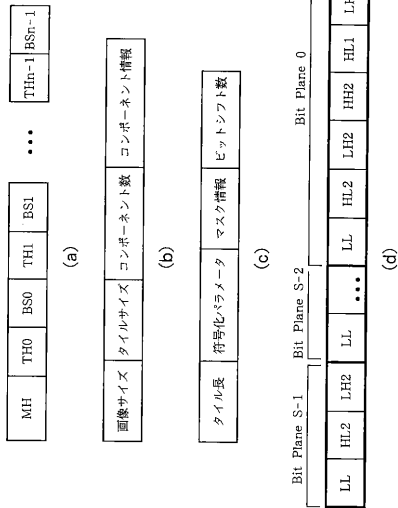 MH TH0 BS0 TH1 BS1 ••• THn-1 BSn-1
(a)
画像サイズ タイルサイズ コンポーネント数 コンポーネント情報
(b)
タイル長 符号化パラメータ マスク情報 ビットシフト数
(c)
Bit Plane S-1 Bit Plane S-2 Bit Plane 0
LL HL2 LH2 LL ••• LL HL2 LH2 HH2 HL1
(d)